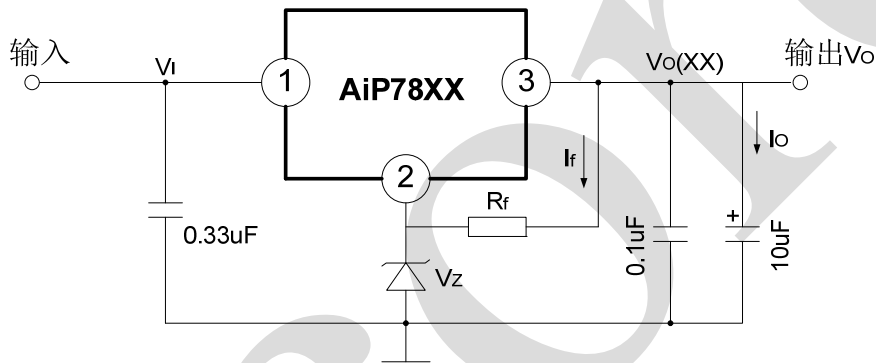 输入
VI
1
AiP78XX
3
VO(XX)
输出VO
2
If
IO
Rf
0.33uF
VZ
0.1uF
+
10uF